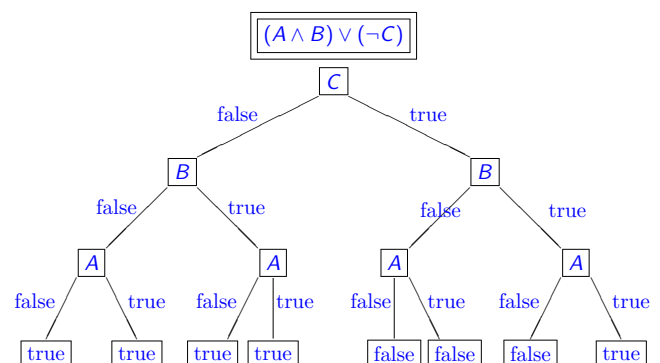 (A ∧ B) ∨ (¬C)
C
false true
B B
false true false true
A A A A
false true false true false true false true
true true true true false false false true